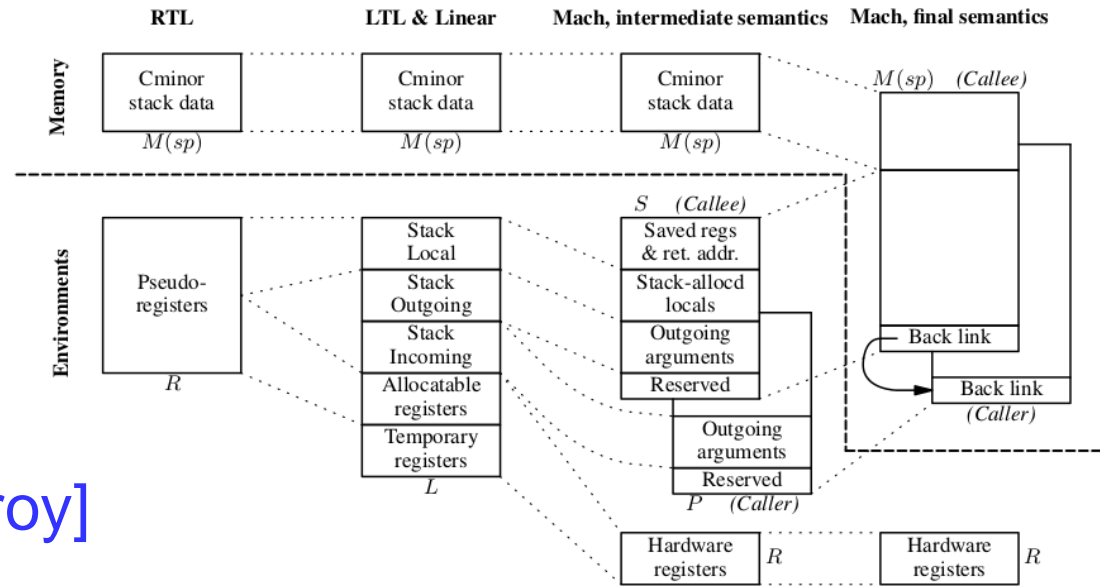 RTL
LTL & Linear
Mach, intermediate semantics
Mach, final semantics
Memory
Cminor
stack data
M(sp)
Cminor
stack data
M(sp)
Cminor
stack data
M(sp)
M(sp) (Callee)
Environments
Pseudo-
registers
R
Stack
Local
Stack
Outgoing
Stack
Incoming
Allocatable
registers
Temporary
registers
L
S (Callee)
Saved regs
& ret. addr.
Stack-allocd
locals
Outgoing
arguments
Reserved
Outgoing
arguments
Reserved
P (Caller)
Back link
Back link
(Caller)
Hardware
registers
R
Hardware
registers
R
roy]